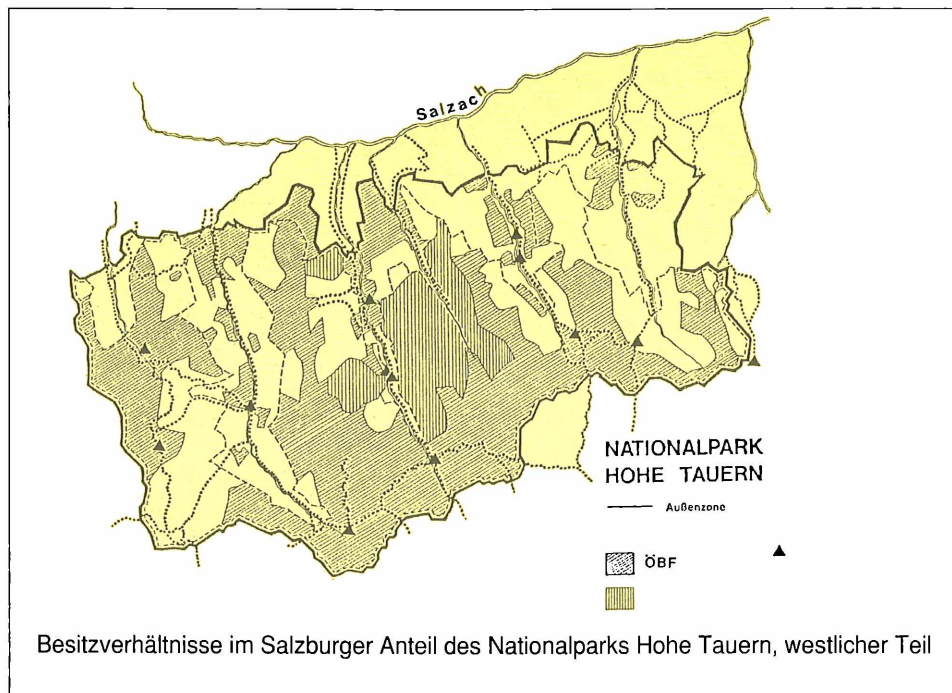 Salzach
NATIONALPARK
HOHE TAUERN
Außenzone
ÖBF
Besitzverhältnisse im Salzburger Anteil des Nationalparks Hohe Tauern, westlicher Teil